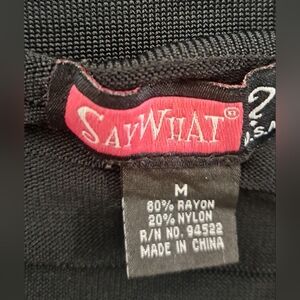 SAYWHAT ?
U.S.A
M
80% RAYON
20% NYLON
R/N NO. 94522
MADE IN CHINA